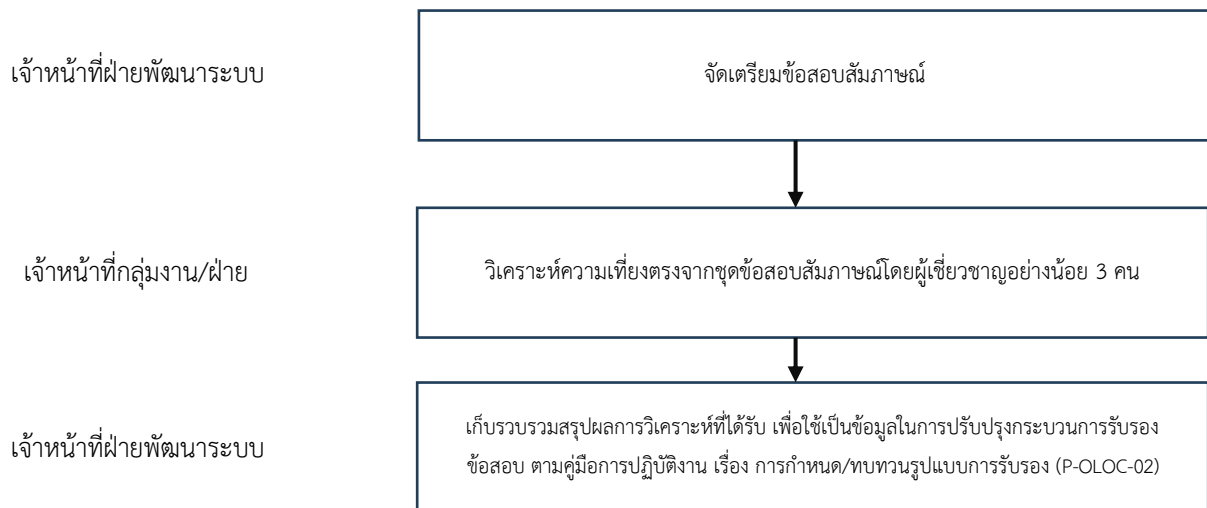 เจ้าหน้าที่ฝ่ายพัฒนาระบบ
จัดเตรียมข้อสอบสัมภาษณ์
เจ้าหน้าที่กลุ่มงาน/ฝ่าย
วิเคราะห์ความเที่ยงตรงจากชุดข้อสอบสัมภาษณ์โดยผู้เชี่ยวชาญอย่างน้อย 3 คน
เจ้าหน้าที่ฝ่ายพัฒนาระบบ
เก็บรวบรวมสรุปผลการวิเคราะห์ที่ได้รับ เพื่อใช้เป็นข้อมูลในการปรับปรุงกระบวนการรับรอง
ข้อสอบ ตามคู่มือการปฏิบัติงาน เรื่อง การกำหนด/ทบทวนรูปแบบการรับรอง (P-OLOC-02)